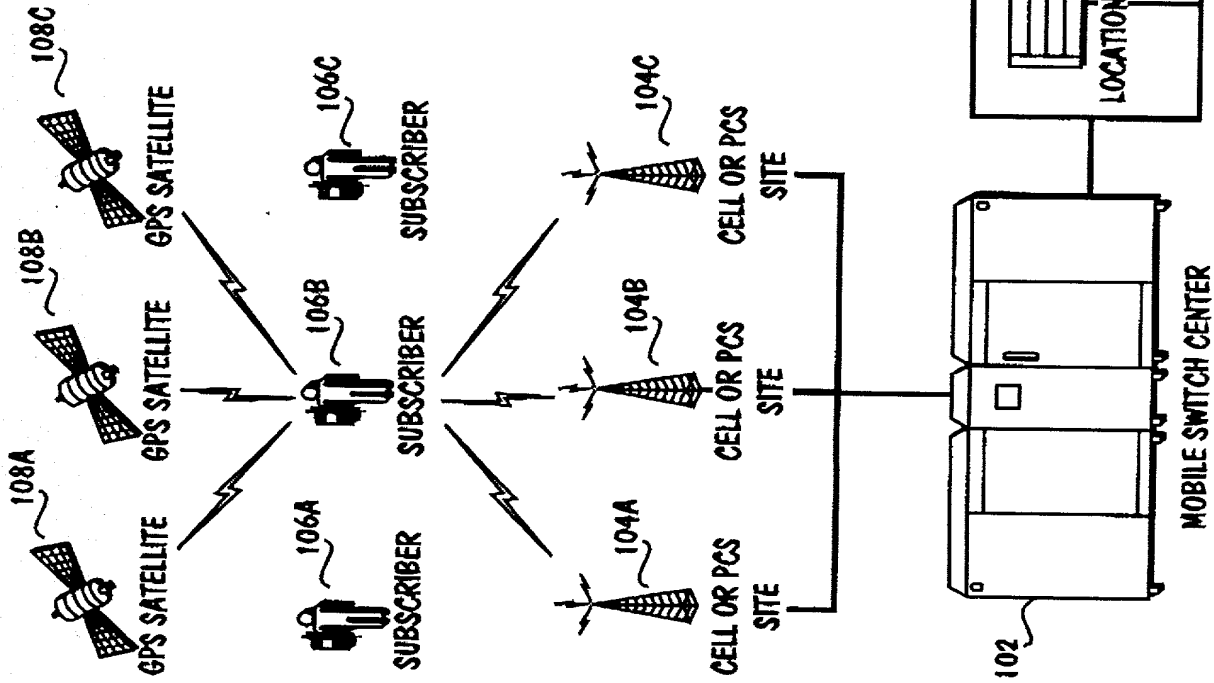 108A
108B
108C
GPS SATELLITE
GPS SATELLITE
GPS SATELLITE
106A
106B
106C
SUBSCRIBER
SUBSCRIBER
SUBSCRIBER
104A
104B
104C
CELL OR PCS
SITE
CELL OR PCS
SITE
CELL OR PCS
SITE
102
MOBILE SWITCH CENTER
LOCATION